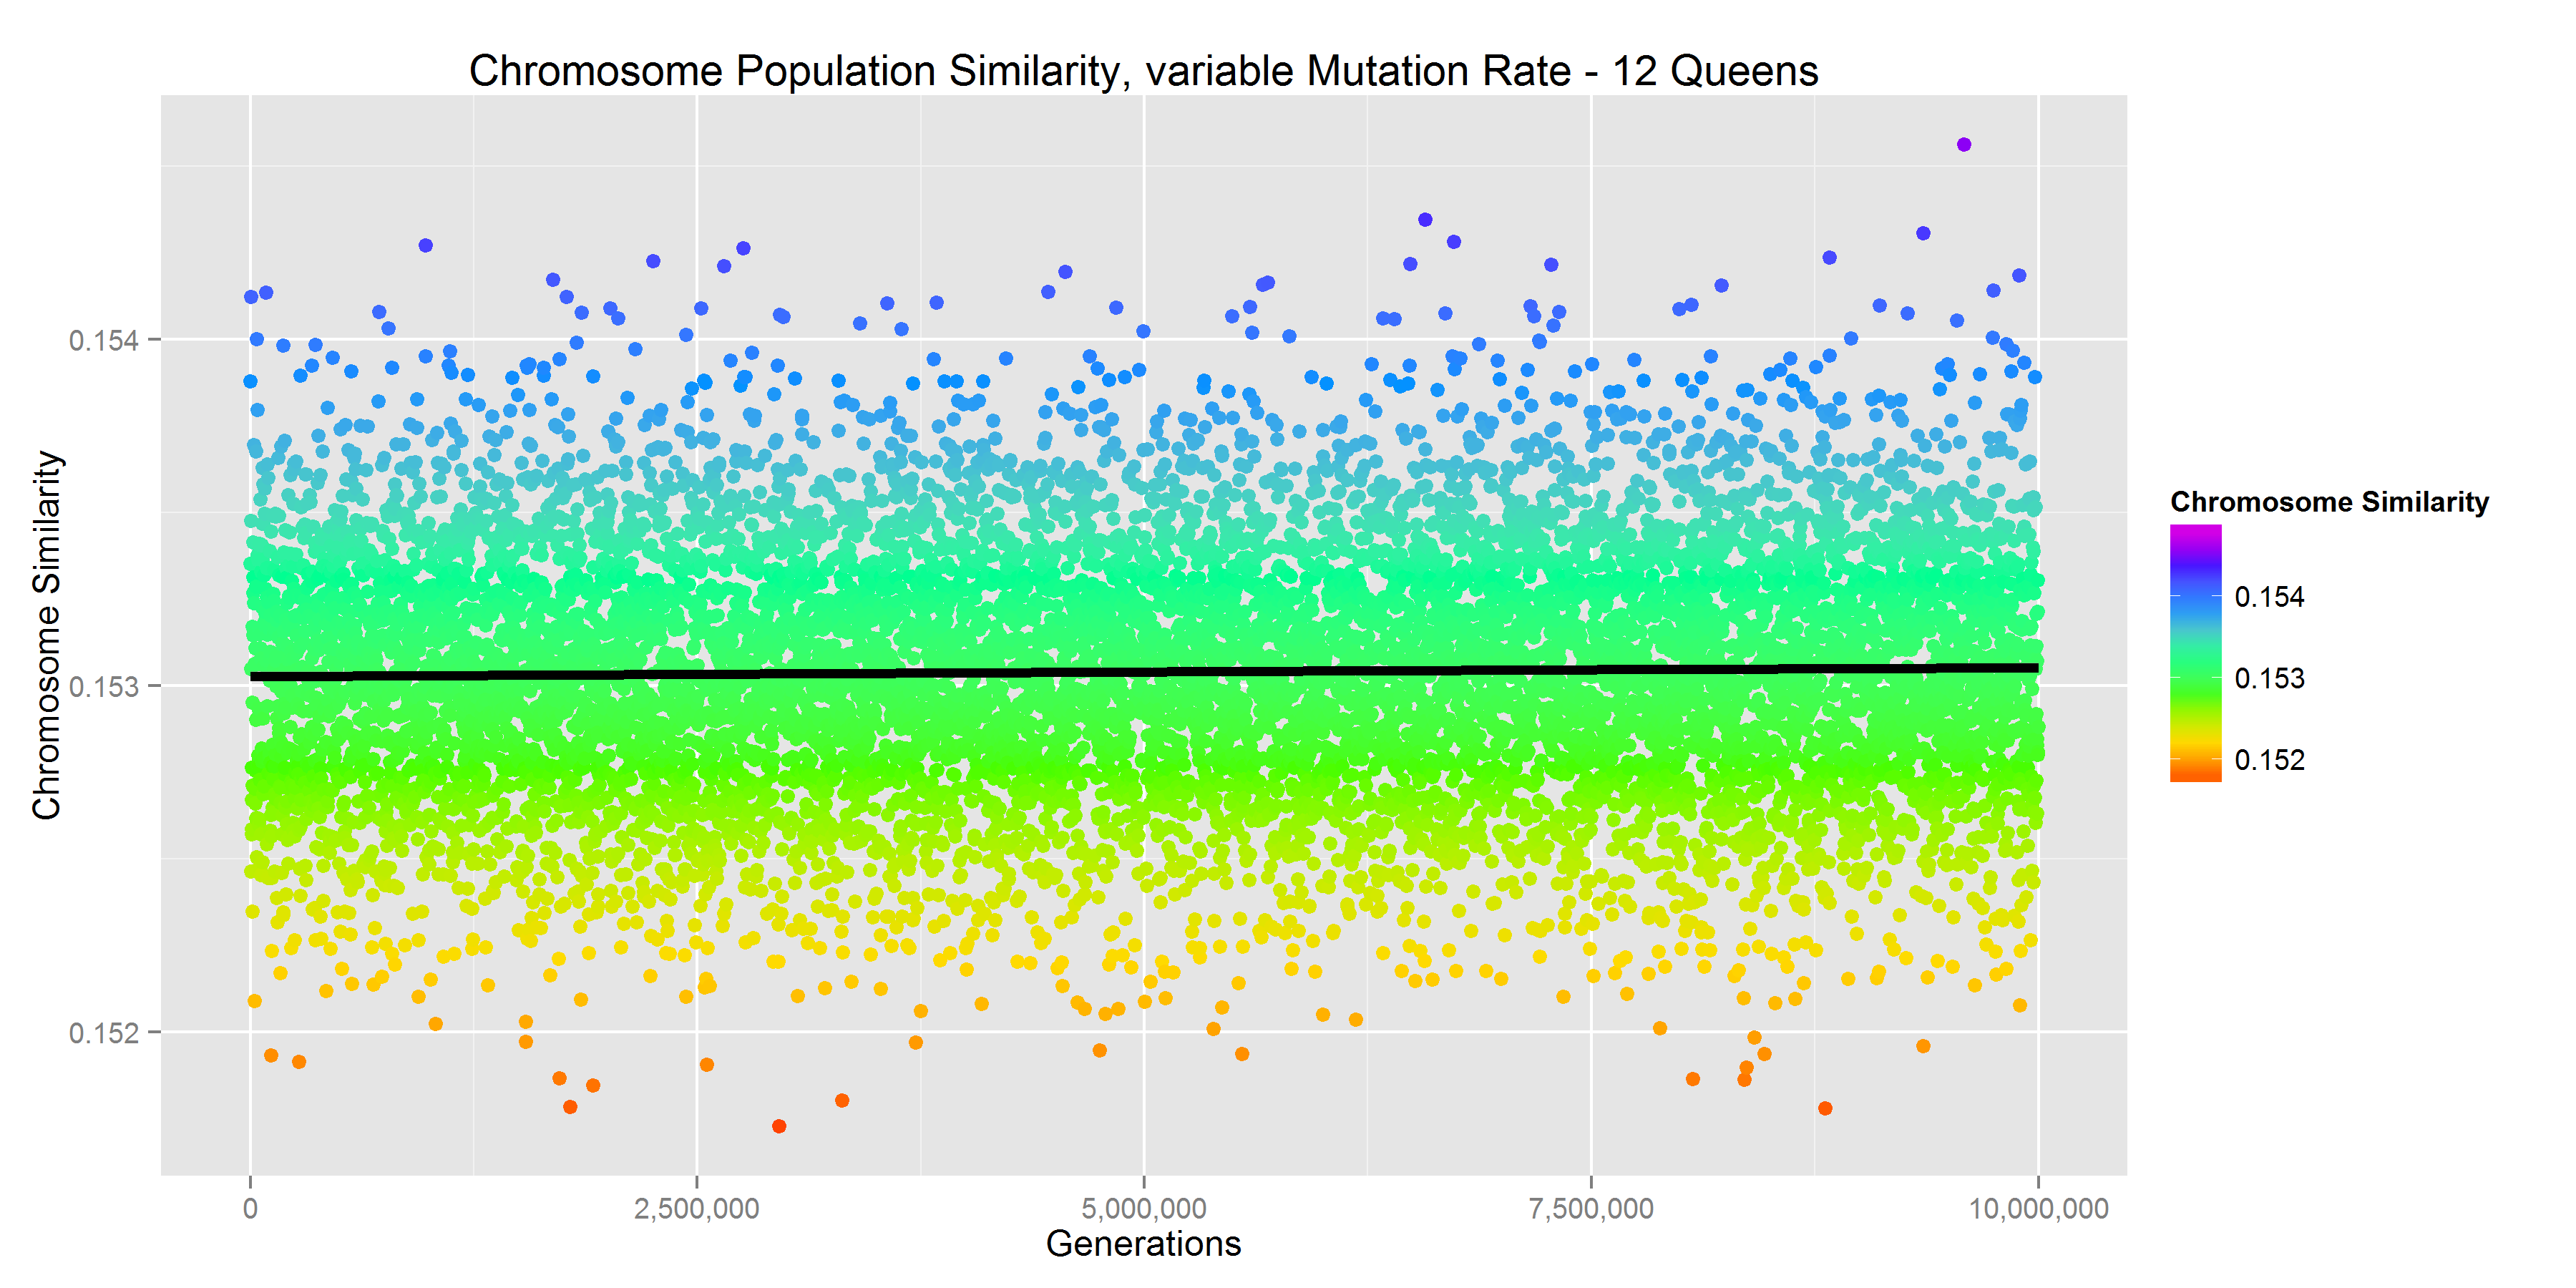 Chromosome Population Similarity, variable Mutation Rate - 12 Queens
Chromosome Similarity
0.154
0.153
0.152
0
2,500,000
5,000,000
7,500,000
10,000,000
Generations
Chromosome Similarity
0.154
0.153
0.152